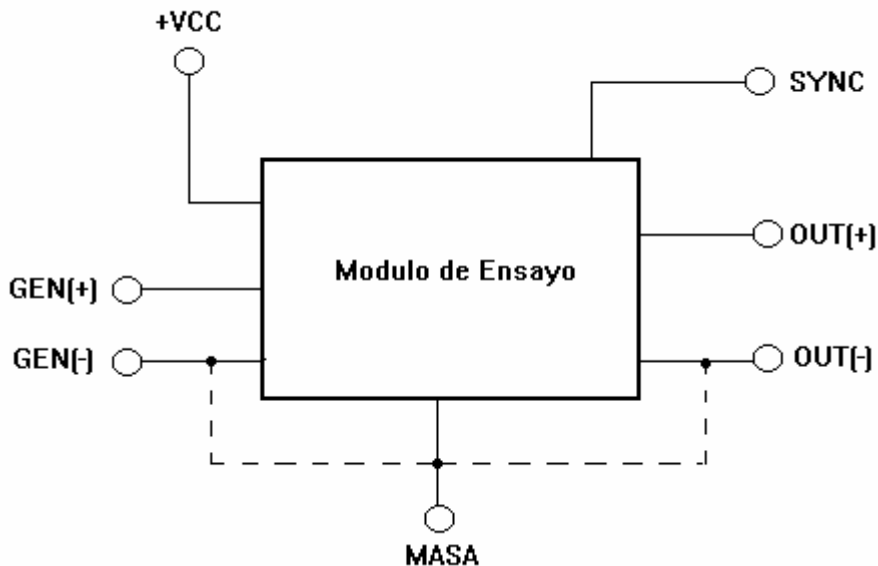 +VCC
SYNC
OUT(+)
Modulo de Ensayo
GEN(+)
GEN(-)
OUT(-)
MASA